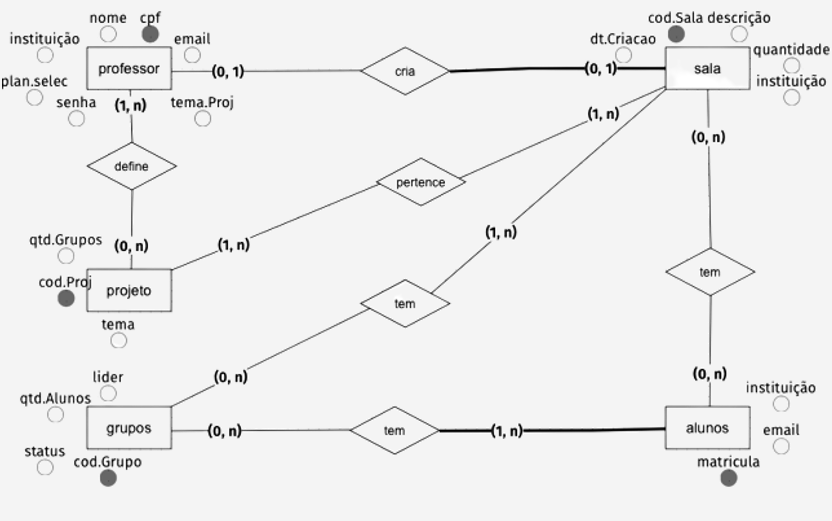 nome cpf
instituição
email
professor
plan.selec
senha
tema.Proj
(0, 1)
cria
(0, 1)
cod.Sala descrição
dt.Criacao
quantidade
sala
instituição
(1, n)
define
(0, n)
(1, n)
pertence
(1, n)
(0, n)
qtd.Grupos
cod.Proj
projeto
tema
(1, n)
tem
(0, n)
tem
(0, n)
lider
qtd.Alunos
grupos
status
cod.Grupo
(0, n)
tem
(1, n)
instituição
alunos
email
matricula